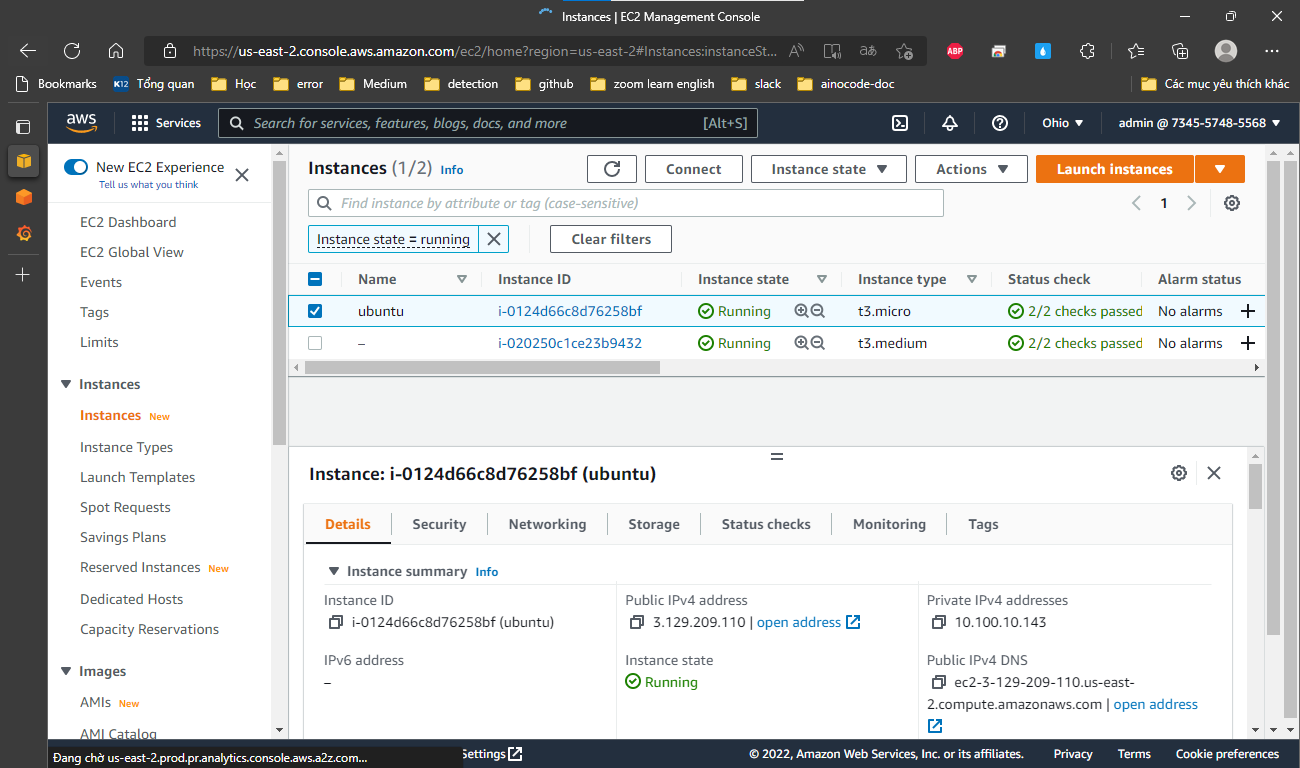 Instances | EC2 Management Console
https://us-east-2.console.aws.amazon.com/ec2/home?region=us-east-2#Instances:instanceSt...
ABP
Bookmarks K12 Tổng quan Học error Medium detection github zoom learn english slack ainocode-doc Các mục yêu thích khác
aws Services Search for services, features, blogs, docs, and more [Alt+S] Ohio ▼ admin @ 7345-5748-5568 ▼
New EC2 Experience
Tell us what you think
EC2 Dashboard
EC2 Global View
Events
Tags
Limits
Instances
Instances New
Instance Types
Launch Templates
Spot Requests
Savings Plans
Reserved Instances New
Dedicated Hosts
Capacity Reservations
Images
AMIs New
AMI Catalog
Instances (1/2) Info Connect Instance state ▼ Actions ▼ Launch instances ▼
Find instance by attribute or tag (case-sensitive) 1
Instance state = running Clear filters
Name Instance ID Instance state Instance type Status check Alarm status
ubuntu i-0124d66c8d76258bf Running t3.micro 2/2 checks passed No alarms +
– i-020250c1ce23b9432 Running t3.medium 2/2 checks passed No alarms +
Instance: i-0124d66c8d76258bf (ubuntu)
Details Security Networking Storage Status checks Monitoring Tags
Instance summary Info
Instance ID
i-0124d66c8d76258bf (ubuntu)
Public IPv4 address
3.129.209.110 | open address
Private IPv4 addresses
10.100.10.143
IPv6 address
–
Instance state
Running
Public IPv4 DNS
ec2-3-129-209-110.us-east-
2.compute.amazonaws.com | open address
Đang chờ us-east-2.prod.pr.analytics.console.aws.a2z.com...
Settings © 2022, Amazon Web Services, Inc. or its affiliates. Privacy Terms Cookie preferences